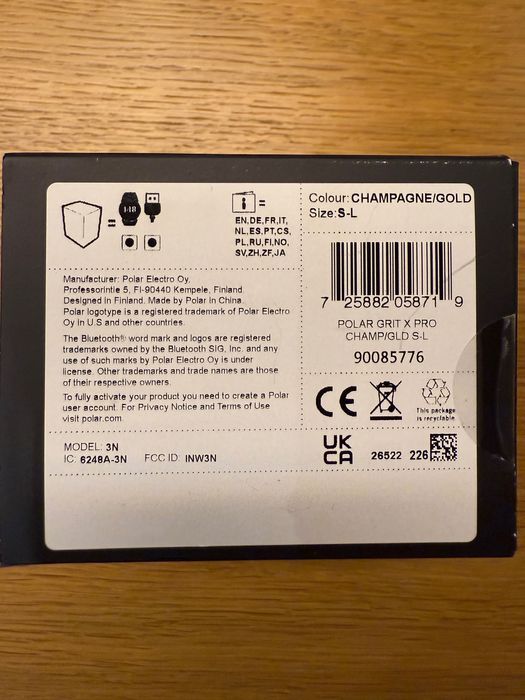 148
EN,DE,FR,IT,
NL,ES,PT,CS,
PL,RU,FI,NO,
SV,ZH,ZF,JA
Colour: CHAMPAGNE/GOLD
Size: S-L
7 25882 05871 9
POLAR GRIT X PRO
CHAMP/GLD S-L
90085776
Manufacturer: Polar Electro Oy,
Professorintie 5, FI-90440 Kempele, Finland.
Designed in Finland. Made by Polar in China.
Polar logotype is a registered trademark of Polar Electro
Oy in U.S and other countries.
The Bluetooth® word mark and logos are registered
trademarks owned by the Bluetooth SIG, Inc. and any
use of such marks by Polar Electro Oy is under
license. Other trademarks and trade names are those
of their respective owners.
To fully activate your product you need to create a Polar
user account. For Privacy Notice and Terms of Use
visit polar.com.
CE
This package
is recyclable
MODEL: 3N
IC: 6248A-3N FCC ID: INW3N
UK
CA
26522 226